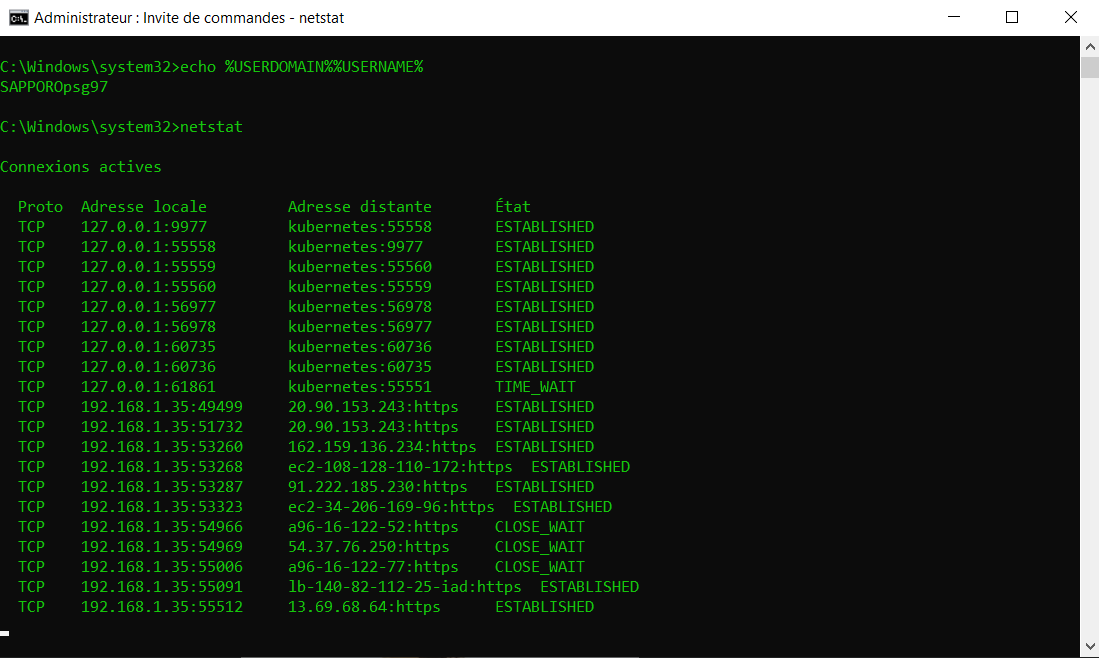 Administrateur : Invite de commandes - netstat
C:\Windows\system32>echo %USERDOMAIN%%USERNAME%
SAPPOROpsg97
C:\Windows\system32>netstat
Connexions actives
Proto  Adresse locale         Adresse distante       État
TCP    127.0.0.1:9977         kubernetes:55558       ESTABLISHED
TCP    127.0.0.1:55558        kubernetes:9977        ESTABLISHED
TCP    127.0.0.1:55559        kubernetes:55560       ESTABLISHED
TCP    127.0.0.1:55560        kubernetes:55559       ESTABLISHED
TCP    127.0.0.1:56977        kubernetes:56978       ESTABLISHED
TCP    127.0.0.1:56978        kubernetes:56977       ESTABLISHED
TCP    127.0.0.1:60735        kubernetes:60736       ESTABLISHED
TCP    127.0.0.1:60736        kubernetes:60735       ESTABLISHED
TCP    127.0.0.1:61861        kubernetes:55551       TIME_WAIT
TCP    192.168.1.35:49499     20.90.153.243:https    ESTABLISHED
TCP    192.168.1.35:51732     20.90.153.243:https    ESTABLISHED
TCP    192.168.1.35:53260     162.159.136.234:https  ESTABLISHED
TCP    192.168.1.35:53268     ec2-108-128-110-172:https  ESTABLISHED
TCP    192.168.1.35:53287     91.222.185.230:https   ESTABLISHED
TCP    192.168.1.35:53323     ec2-34-206-169-96:https  ESTABLISHED
TCP    192.168.1.35:54966     a96-16-122-52:https    CLOSE_WAIT
TCP    192.168.1.35:54969     54.37.76.250:https     CLOSE_WAIT
TCP    192.168.1.35:55006     a96-16-122-77:https    CLOSE_WAIT
TCP    192.168.1.35:55091     lb-140-82-112-25-iad:https  ESTABLISHED
TCP    192.168.1.35:55512     13.69.68.64:https      ESTABLISHED